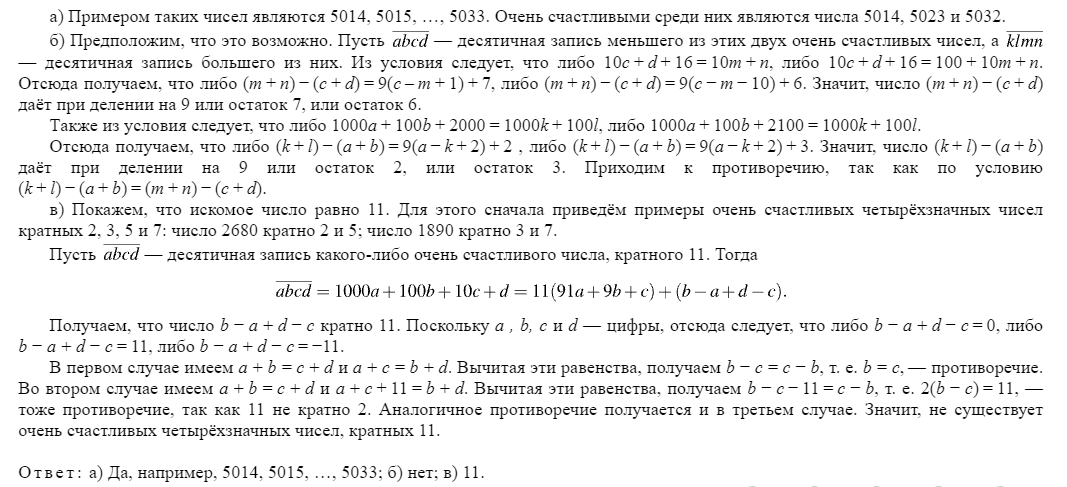 а) Примером таких чисел являются 5014, 5015, …, 5033. Очень счастливыми среди них являются числа 5014, 5023 и 5032.
б) Предположим, что это возможно. Пусть abcd — десятичная запись меньшего из этих двух очень счастливых чисел, а klmn
— десятичная запись большего из них. Из условия следует, что либо 10c + d + 16 = 10m + n, либо 10c + d + 16 = 100 + 10m + n.
Отсюда получаем, что либо (m + n) − (c + d) = 9(c − m + 1) + 7, либо (m + n) − (c + d) = 9(c − m − 10) + 6. Значит, число (m + n) − (c + d)
даёт при делении на 9 или остаток 7, или остаток 6.
Также из условия следует, что либо 1000a + 100b + 2000 = 1000k + 100l, либо 1000a + 100b + 2100 = 1000k + 100l.
Отсюда получаем, что либо (k + l) − (a + b) = 9(a − k + 2) + 2 , либо (k + l) − (a + b) = 9(a − k + 2) + 3. Значит, число (k + l) − (a + b)
даёт при делении на 9 или остаток 2, или остаток 3. Приходим к противоречию, так как по условию
(k + l) − (a + b) = (m + n) − (c + d).
в) Покажем, что искомое число равно 11. Для этого сначала приведём примеры очень счастливых четырёхзначных чисел
кратных 2, 3, 5 и 7: число 2680 кратно 2 и 5; число 1890 кратно 3 и 7.
Пусть abcd — десятичная запись какого-либо очень счастливого числа, кратного 11. Тогда
abcd = 1000a + 100b + 10c + d = 11(91a + 9b + c) + (b − a + d − c).
Получаем, что число b − a + d − c кратно 11. Поскольку a , b, c и d — цифры, отсюда следует, что либо b − a + d − c = 0, либо
b − a + d − c = 11, либо b − a + d − c = −11.
В первом случае имеем a + b = c + d и a + c = b + d. Вычитая эти равенства, получаем b − c = c − b, т. е. b = c, — противоречие.
Во втором случае имеем a + b = c + d и a + c + 11 = b + d. Вычитая эти равенства, получаем b − c − 11 = c − b, т. е. 2(b − c) = 11, —
тоже противоречие, так как 11 не кратно 2. Аналогичное противоречие получается и в третьем случае. Значит, не существует
очень счастливых четырёхзначных чисел, кратных 11.
Ответ: а) Да, например, 5014, 5015, …, 5033; б) нет; в) 11.